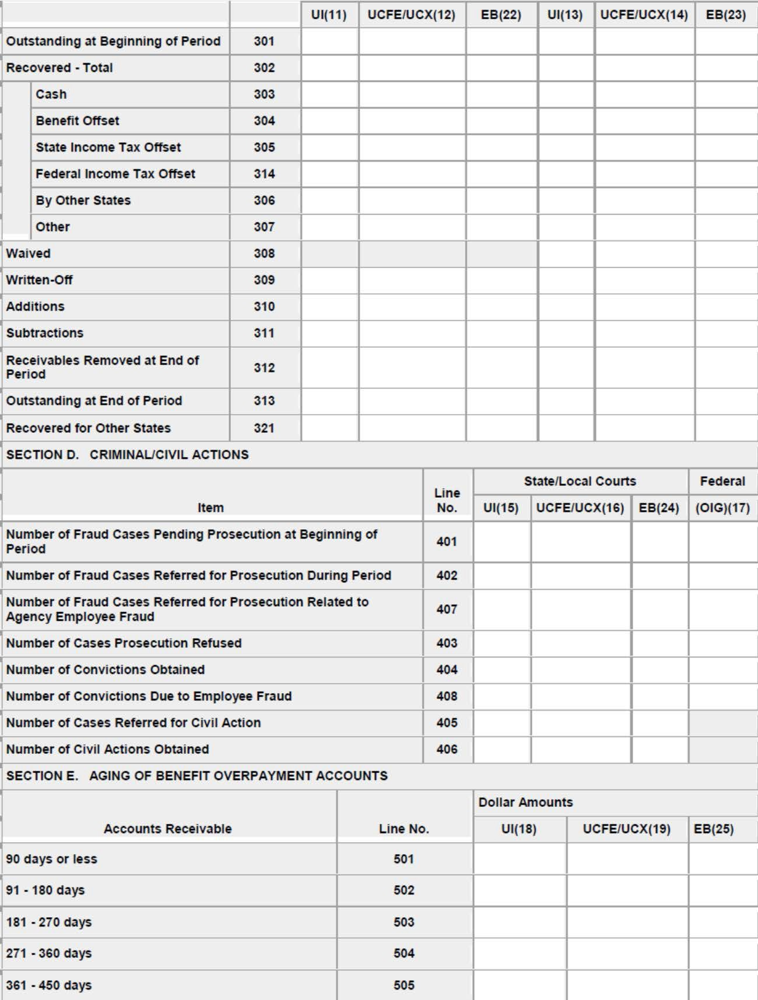 UI(11) UCFE/UCX(12) EB(22) UI(13) UCFE/UCX(14) EB(23)
Outstanding at Beginning of Period 301
Recovered - Total 302
Cash 303
Benefit Offset 304
State Income Tax Offset 305
Federal Income Tax Offset 314
By Other States 306
Other 307
Waived 308
Written-Off 309
Additions 310
Subtractions 311
Receivables Removed at End of
Period 312
Outstanding at End of Period 313
Recovered for Other States 321
SECTION D. CRIMINAL/CIVIL ACTIONS
Item Line
No. State/Local Courts Federal
UI(15) UCFE/UCX(16) EB(24) (OIG)(17)
Number of Fraud Cases Pending Prosecution at Beginning of
Period 401
Number of Fraud Cases Referred for Prosecution During Period 402
Number of Fraud Cases Referred for Prosecution Related to
Agency Employee Fraud 407
Number of Cases Prosecution Refused 403
Number of Convictions Obtained 404
Number of Convictions Due to Employee Fraud 408
Number of Cases Referred for Civil Action 405
Number of Civil Actions Obtained 406
SECTION E. AGING OF BENEFIT OVERPAYMENT ACCOUNTS
Accounts Receivable Line No. Dollar Amounts
UI(18) UCFE/UCX(19) EB(25)
90 days or less 501
91 - 180 days 502
181 - 270 days 503
271 - 360 days 504
361 - 450 days 505